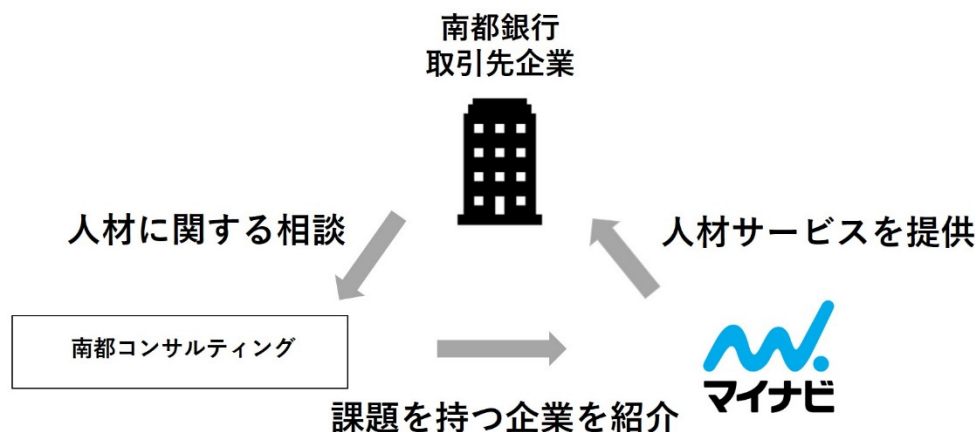 南都銀行
取引先企業
人材に関する相談
人材サービスを提供
南都コンサルティング
マイナビ
課題を持つ企業を紹介